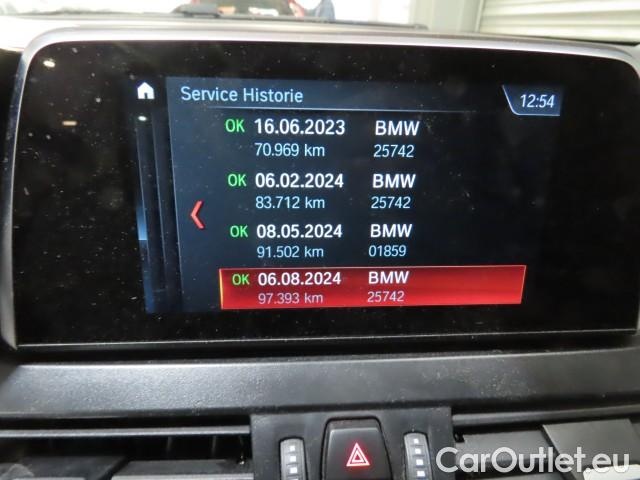 Service Historie
12:54
OK 16.06.2023 BMW
70.969 km 25742
OK 06.02.2024 BMW
83.712 km 25742
OK 08.05.2024 BMW
91.502 km 01859
OK 06.08.2024 BMW
97.393 km 25742
CarOutlet.eu